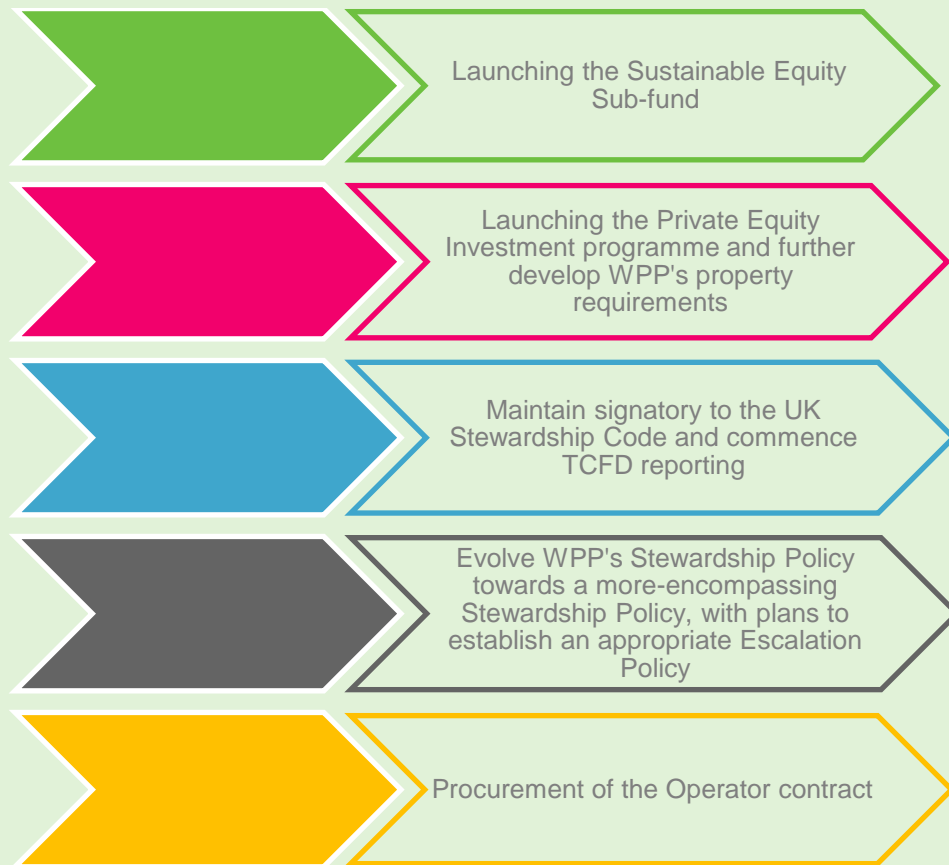 Launching the Sustainable Equity
Sub-fund
Launching the Private Equity
Investment programme and further
develop WPP's property
requirements
Maintain signatory to the UK
Stewardship Code and commence
TCFD reporting
Evolve WPP's Stewardship Policy
towards a more-encompassing
Stewardship Policy, with plans to
establish an appropriate Escalation
Policy
Procurement of the Operator contract